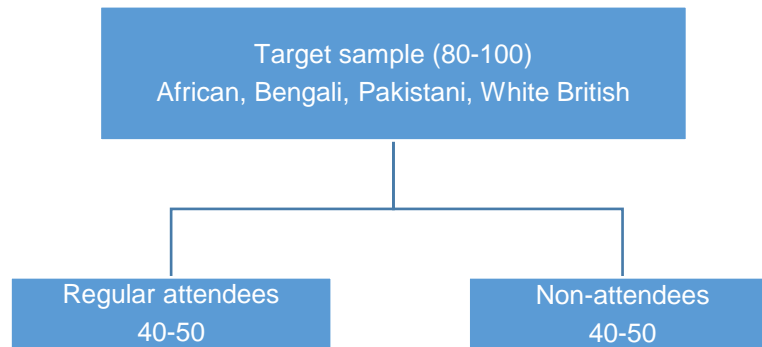 Target sample (80-100)
African, Bengali, Pakistani, White British
Regular attendees
40-50
Non-attendees
40-50